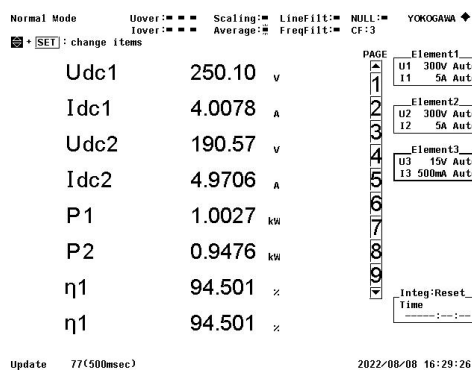 Normal Mode Uover: Scaling: LineFilt: NULL: YOKOGAWA
Iover: Average: FreqFilt: CF:3
+ SET : change items
PAGE
Udc1 250.10 V
Idc1 4.0078 A
Udc2 190.57 V
Idc2 4.9706 A
P1 1.0027 kW
P2 0.9476 kW
η1 94.501 %
η1 94.501 %
1
2
3
4
5
6
7
8
9
Element1
U1 300V Aut
I1 5A Aut
Element2
U2 300V Aut
I2 5A Aut
Element3
U3 15V Aut
I3 500mA Aut
Integ:Reset
Time
-----:--:--
Update 77(500msec) 2022/08/08 16:29:26